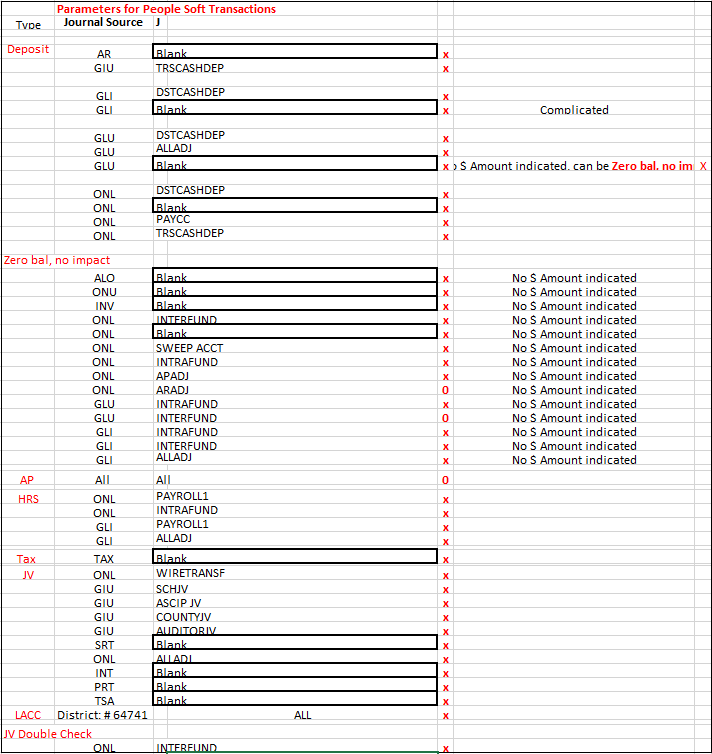 Parameters for People Soft Transactions
Type Journal Source J
Deposit
AR Blank x
GIU TRSCASHDEP x
GLI DSTCASHDEP x
GLI Blank x Complicated
GLU DSTCASHDEP x
GLU ALLADJ x
GLU Blank x $ Amount indicated, can be Zero bal, no im X
ONL DSTCASHDEP x
ONL Blank x
ONL PAYCC x
ONL TRSCASHDEP x
Zero bal, no impact
ALO Blank x No $ Amount indicated
ONU Blank x No $ Amount indicated
INV Blank x No $ Amount indicated
ONL INTERFUND x No $ Amount indicated
ONL Blank x No $ Amount indicated
ONL SWEEP ACCT x No $ Amount indicated
ONL INTRAFUND x No $ Amount indicated
ONL APADJ x No $ Amount indicated
ONL ARADJ 0 No $ Amount indicated
GLU INTRAFUND x No $ Amount indicated
GLU INTERFUND 0 No $ Amount indicated
GLI INTRAFUND x No $ Amount indicated
GLI INTERFUND x No $ Amount indicated
GLI ALLADJ x No $ Amount indicated
AP All All 0
HRS ONL PAYROLL1 x
ONL INTRAFUND x
GLI PAYROLL1 x
GLI ALLADJ x
Tax TAX Blank x
JV ONL WIRETRANSF x
GIU SCHJV x
GIU ASCIP JV x
GIU COUNTYJV x
GIU AUDITORJV x
SRT Blank x
ONL ALLADJ x
INT Blank x
PRT Blank x
TSA Blank x
LACC District: # 64741 ALL x
JV Double Check
ONL INTERFUND x